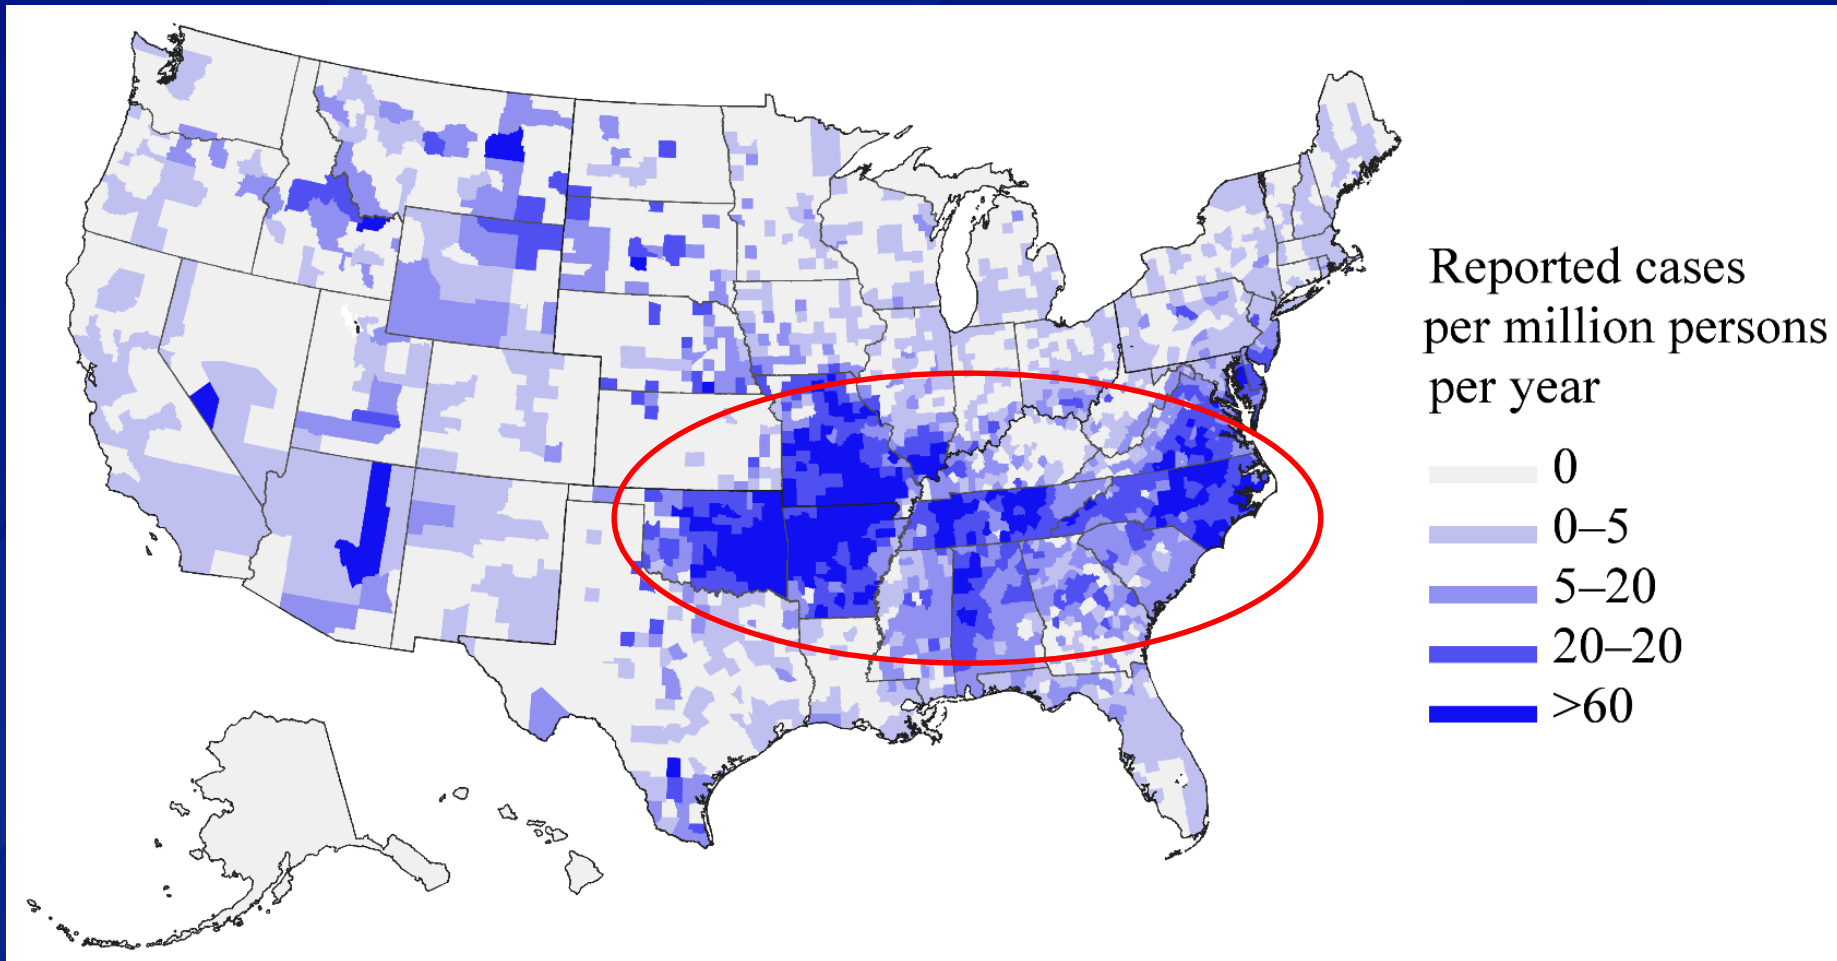 Reported cases
per million persons
per year
0
0–5
5–20
20–20
>60